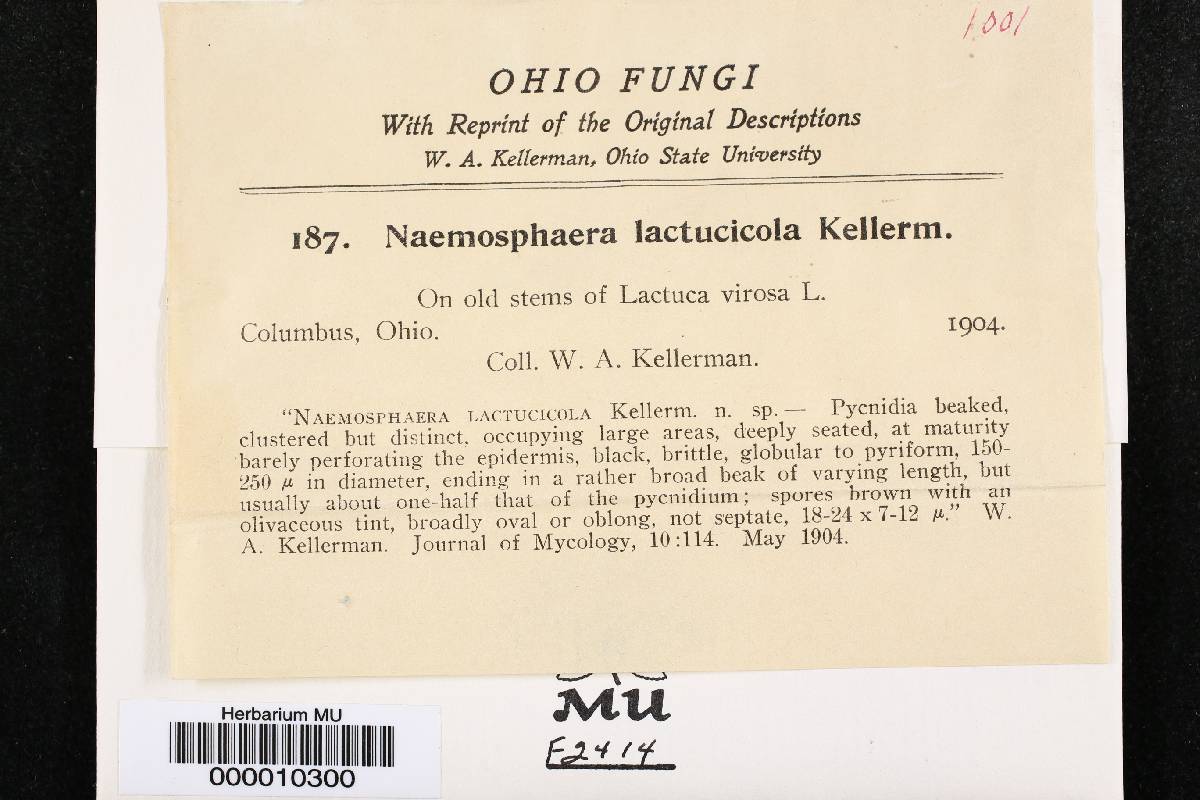 1001
OHIO FUNGI
With Reprint of the Original Descriptions
W. A. Kellerman, Ohio State University
187. Naemosphaera lactucicola Kellerm.
On old stems of Lactuca virosa L.
Columbus, Ohio. 1904.
Coll. W. A. Kellerman.
“NAEMOSPHAERA LACTUCICOLA Kellerm. n. sp.— Pycnidia beaked,
clustered but distinct, occupying large areas, deeply seated, at maturity
barely perforating the epidermis, black, brittle, globular to pyriform, 150-
250 μ in diameter, ending in a rather broad beak of varying length, but
usually about one-half that of the pycnidium; spores brown with an
olivaceous tint, broadly oval or oblong, not septate, 18-24 x 7-12 μ.” W.
A. Kellerman. Journal of Mycology, 10:114. May 1904.
MU
F2414
Herbarium MU
000010300